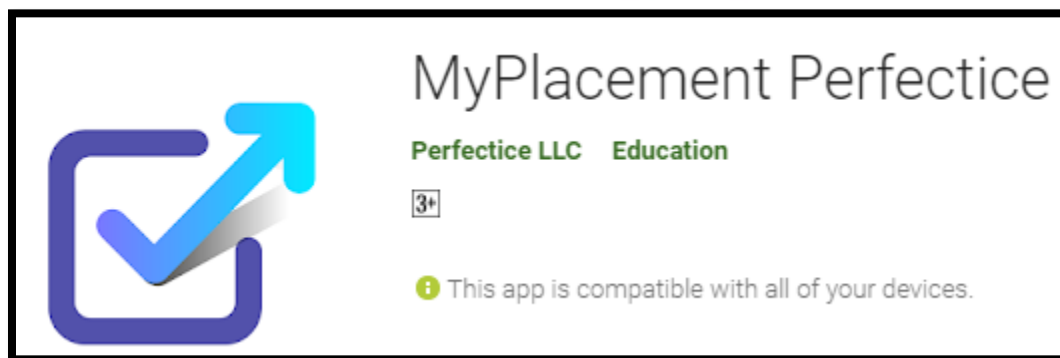 MyPlacement Perfectice
Perfectice LLC Education
3+
This app is compatible with all of your devices.